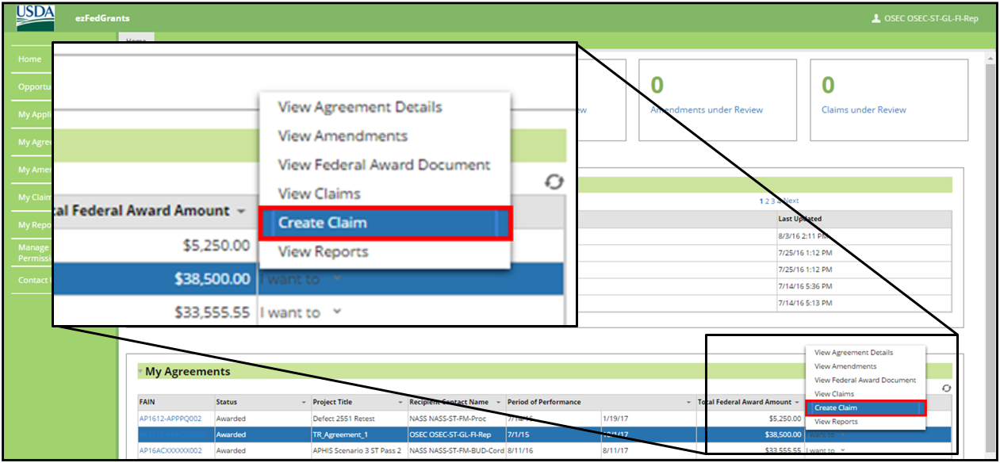 USDA
ezFedGrants
OSEC OSEC-ST-GL-FI-Rep
Home
Home
Opportu
My Appli
My Agre
My Amer
My Claim
My Repo
Manage
Permissi
Contact U
0
Amendments under Review
0
Claims under Review
View Agreement Details
View Amendments
View Federal Award Document
View Claims
Create Claim
View Reports
tal Federal Award Amount
$5,250.00
$38,500.00 I want to
$33,555.55 I want to
1 2 3 4 Next
Last Updated
8/3/16 2:11 PM
7/25/16 1:12 PM
7/25/16 1:12 PM
7/14/16 5:36 PM
7/14/16 5:13 PM
My Agreements
View Agreement Details
View Amendments
View Federal Award Document
View Claims
Create Claim
View Reports
FAIN Status Project Title Recipient Contact Name Period of Performance Total Federal Award Amount
AP1612-APPPQ002 Awarded Defect 2551 Retest NASS NASS-ST-FM-Proc 7/14/16 1/19/17 $5,250.00
Awarded TR_Agreement_1 OSEC OSEC-ST-GL-FI-Rep 7/1/15 $38,500.00 I want to
AP16ACXXXXXX002 Awarded APHIS Scenario 3 ST Pass 2 NASS NASS-ST-FM-BUD-Cord 8/11/16 8/11/17 $33,555.55 I want to